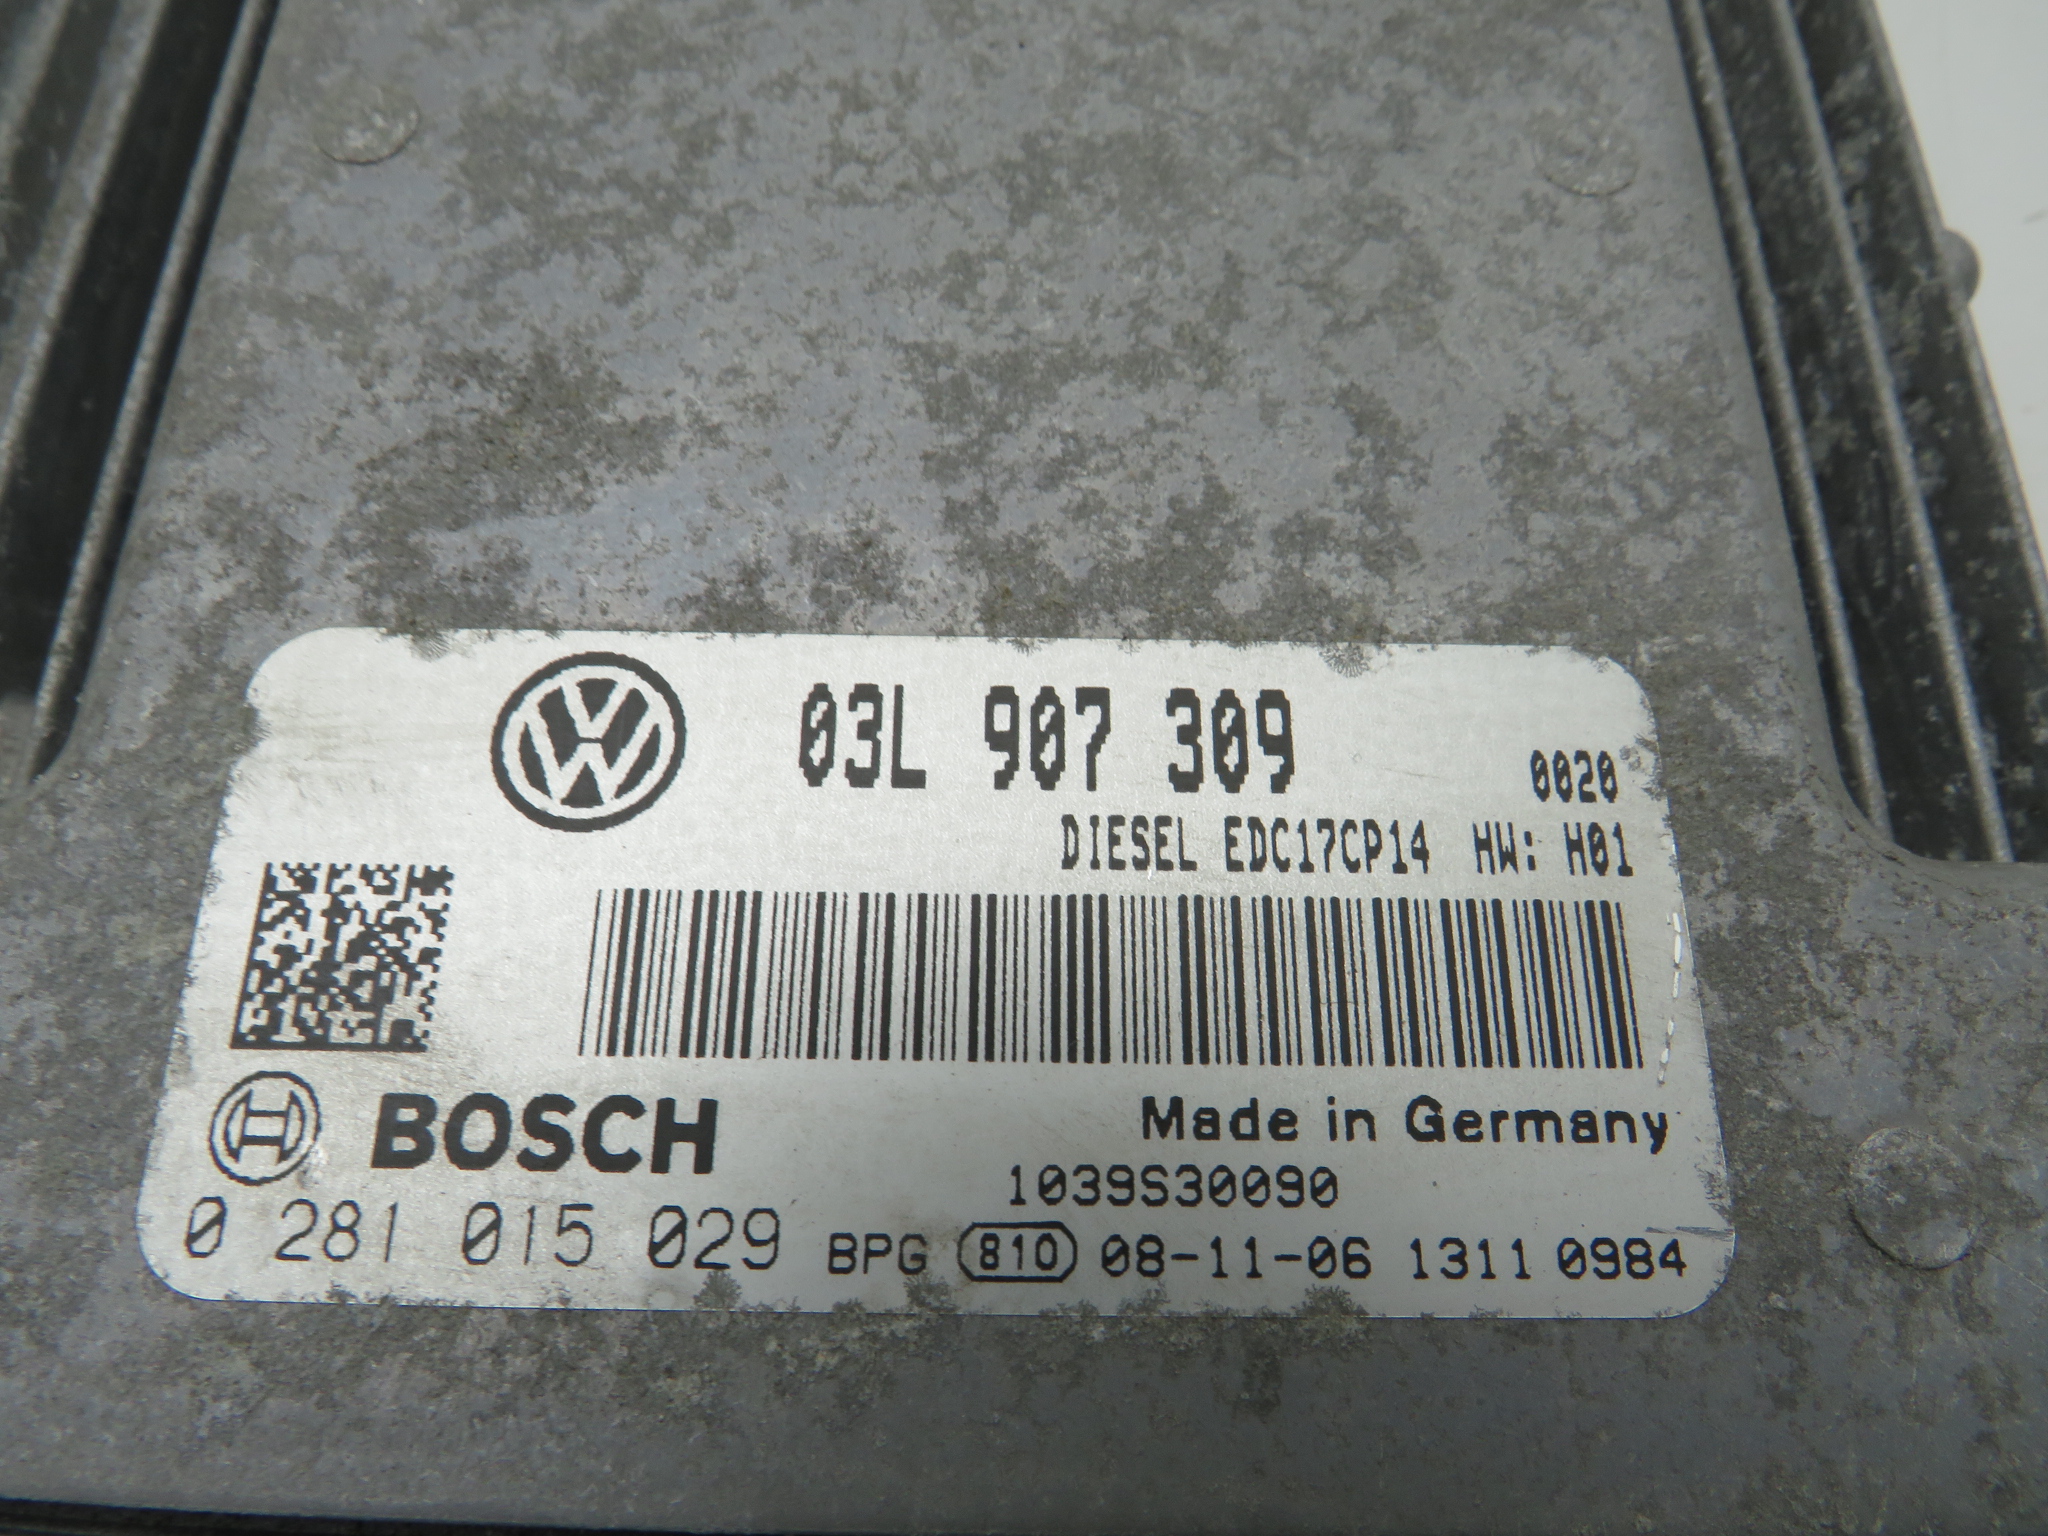 03L 907 309
0020
DIESEL EDC17CP14 HW: H01
BOSCH
Made in Germany
1039S30090
0 281 015 029 BPG 810 08-11-06 1311 0984